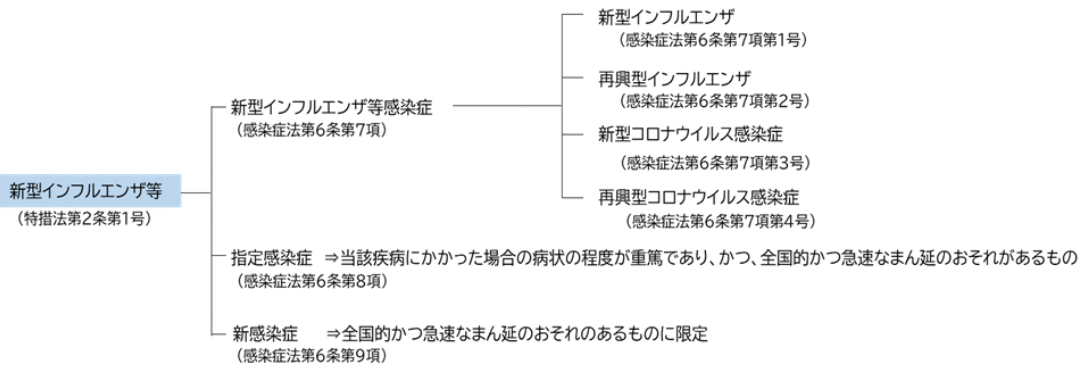 新型インフルエンザ等
(特措法第2条第1号)
新型インフルエンザ等感染症
(感染症法第6条第7項)
新型インフルエンザ
(感染症法第6条第7項第1号)
再興型インフルエンザ
(感染症法第6条第7項第2号)
新型コロナウイルス感染症
(感染症法第6条第7項第3号)
再興型コロナウイルス感染症
(感染症法第6条第7項第4号)
指定感染症 ⇒当該疾病にかかった場合の病状の程度が重篤であり、かつ、全国的かつ急速なまん延のおそれがあるもの
(感染症法第6条第8項)
新感染症 ⇒全国的かつ急速なまん延のおそれのあるものに限定
(感染症法第6条第9項)